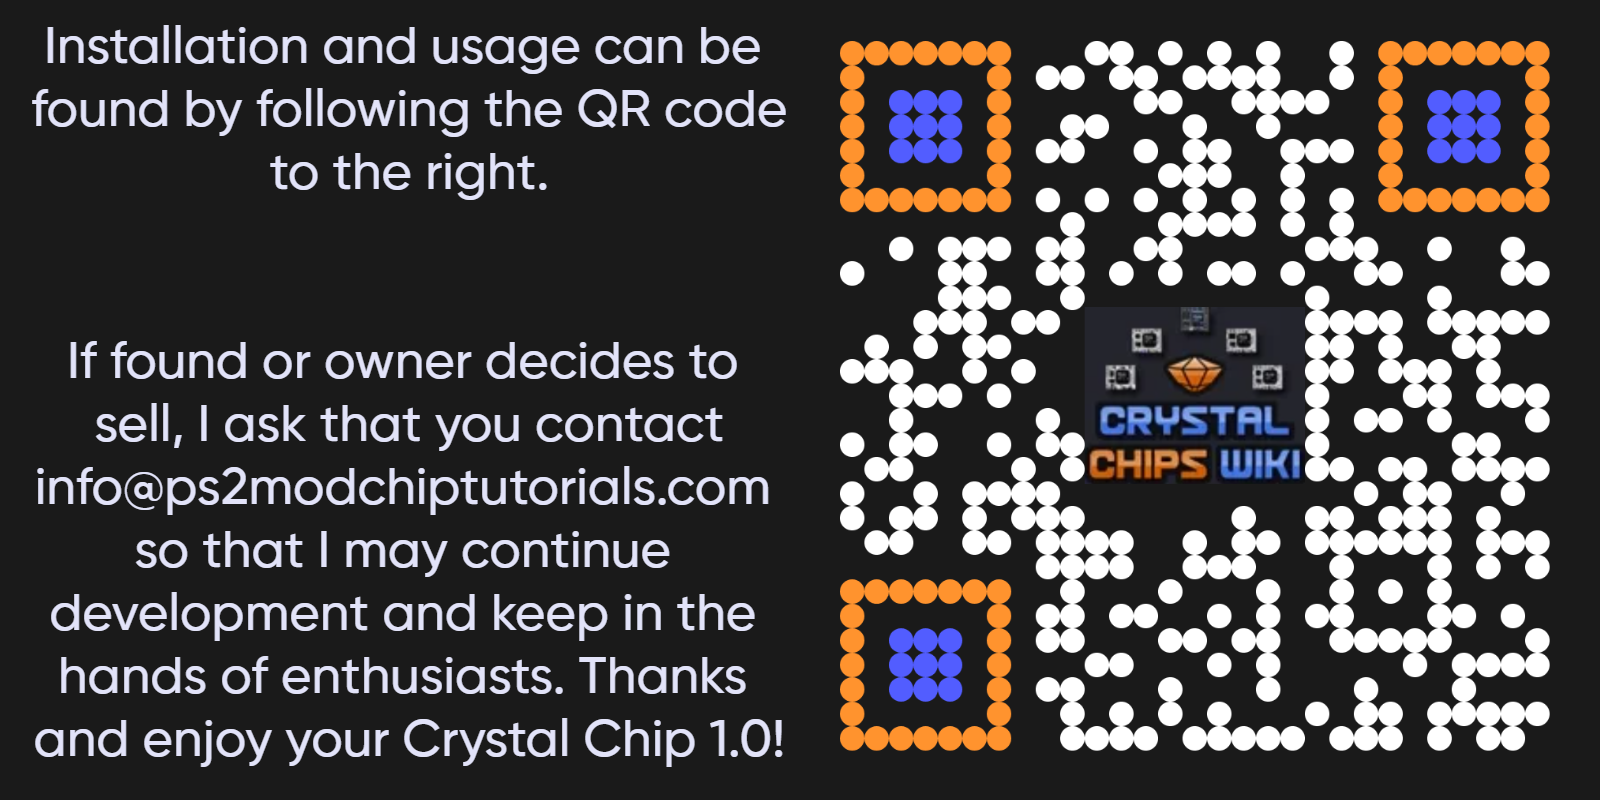 Installation and usage can be
found by following the QR code
to the right.
If found or owner decides to
sell, I ask that you contact
info@ps2modchiptutorials.com
so that I may continue
development and keep in the
hands of enthusiasts. Thanks
and enjoy your Crystal Chip 1.0!
CRYSTAL
CHIPS WIKI